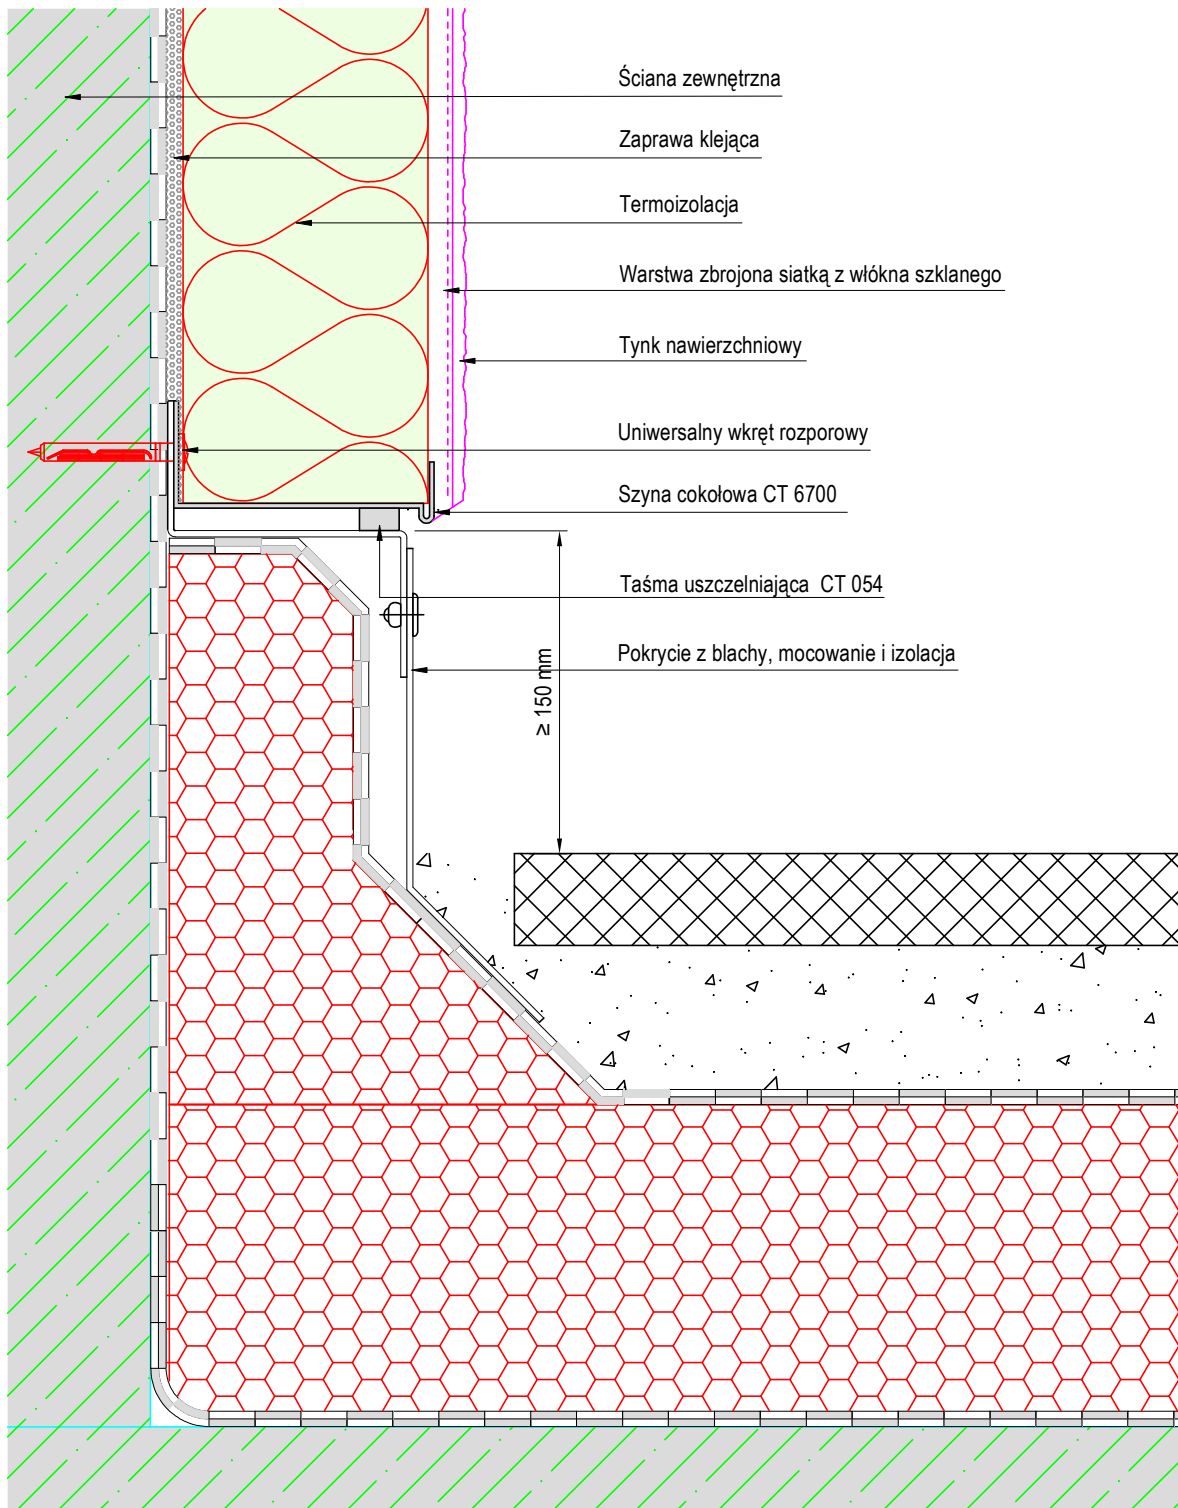 Ściana zewnętrzna
Zaprawa klejąca
Termoizolacja
Warstwa zbrojona siatką z włókna szklanego
Tynk nawierzchniowy
Uniwersalny wkręt rozporowy
Szyna cokołowa CT 6700
Taśma uszczelniająca CT 054
Pokrycie z blachy, mocowanie i izolacja
≥ 150 mm